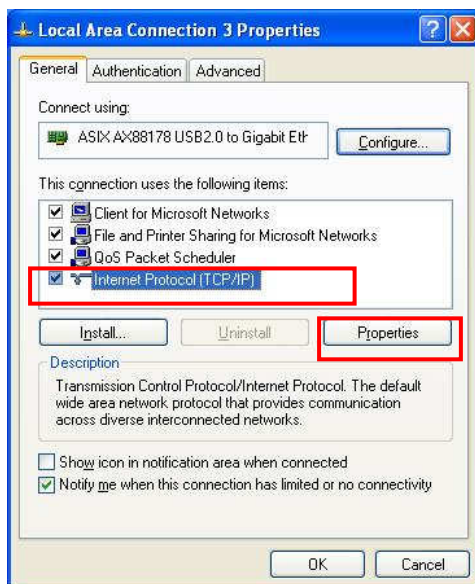 Local Area Connection 3 Properties
General Authentication Advanced
Connect using:
ASIX AX88178 USB2.0 to Gigabit Eth
Configure...
This connection uses the following items:
Client for Microsoft Networks
File and Printer Sharing for Microsoft Networks
QoS Packet Scheduler
Internet Protocol (TCP/IP)
Install... Uninstall Properties
Description
Transmission Control Protocol/Internet Protocol. The default
wide area network protocol that provides communication
across diverse interconnected networks.
Show icon in notification area when connected
Notify me when this connection has limited or no connectivity
OK Cancel